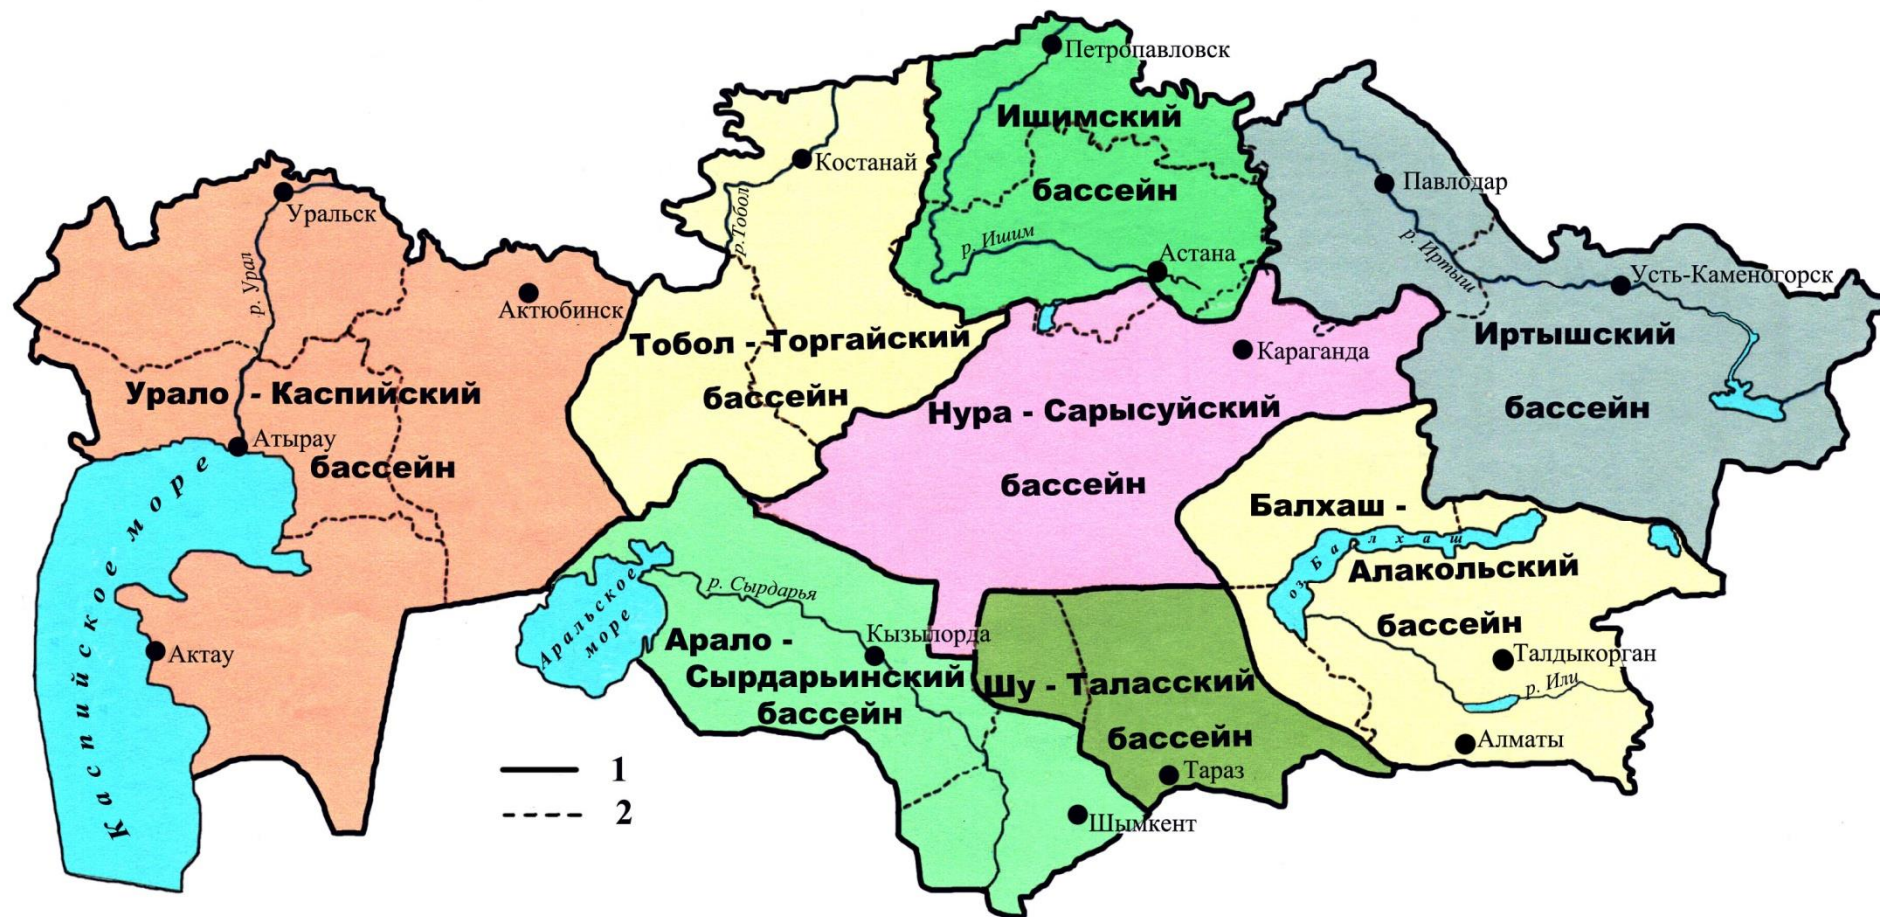 Петропавловск
Ишимский
бассейн
р. Ишим
Астана
Костанай
р.Тобол
Тобол - Торгайский
бассейн
Павлодар
р. Иртыш
Усть-Каменогорск
Иртышский
бассейн
Уральск
р. Урал
Актюбинск
Урало - Каспийский
бассейн
Атырау
Каспийское море
Актау
Караганда
Нура - Сарысуйский
бассейн
Балхаш -
Алакольский
бассейн
оз. Балхаш
Талдыкорган
р. Или
Алматы
Аральское
море
р. Сырдарья
Кызылорда
Арало -
Сырдарьинский
бассейн
Шымкент
Шу - Таласский
бассейн
Тараз
1
2